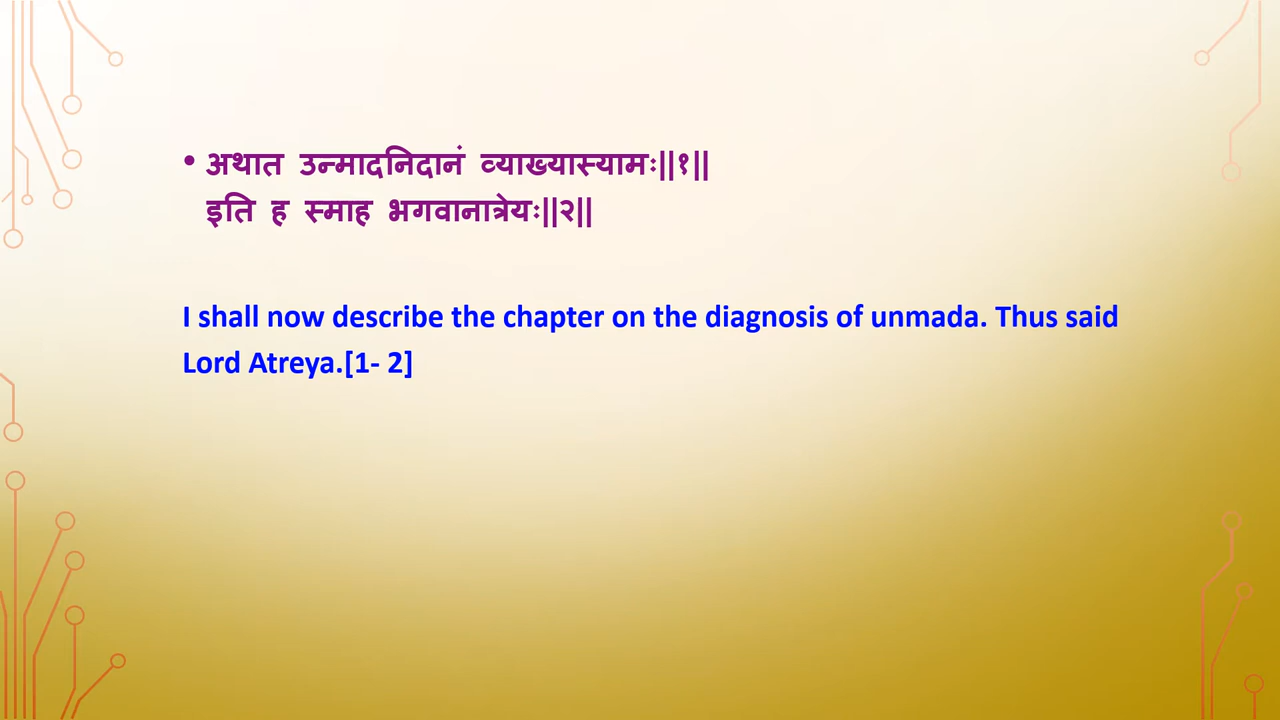 • अथात उन्मादनिदानं व्याख्यास्यामः||१||
इति ह स्माह भगवानात्रेयः||२||
I shall now describe the chapter on the diagnosis of unmada. Thus said
Lord Atreya.[1- 2]